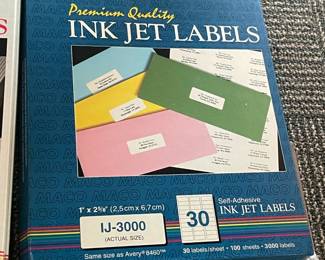 S
Premium Quality
INK JET LABELS
1" x 2⅝" (2,5cm x 6,7cm)
IJ-3000
(ACTUAL SIZE)
Same size as Avery® 8460™
30
Self-Adhesive
INK JET LABELS
30 labels/sheet • 100 sheets • 3000 labels